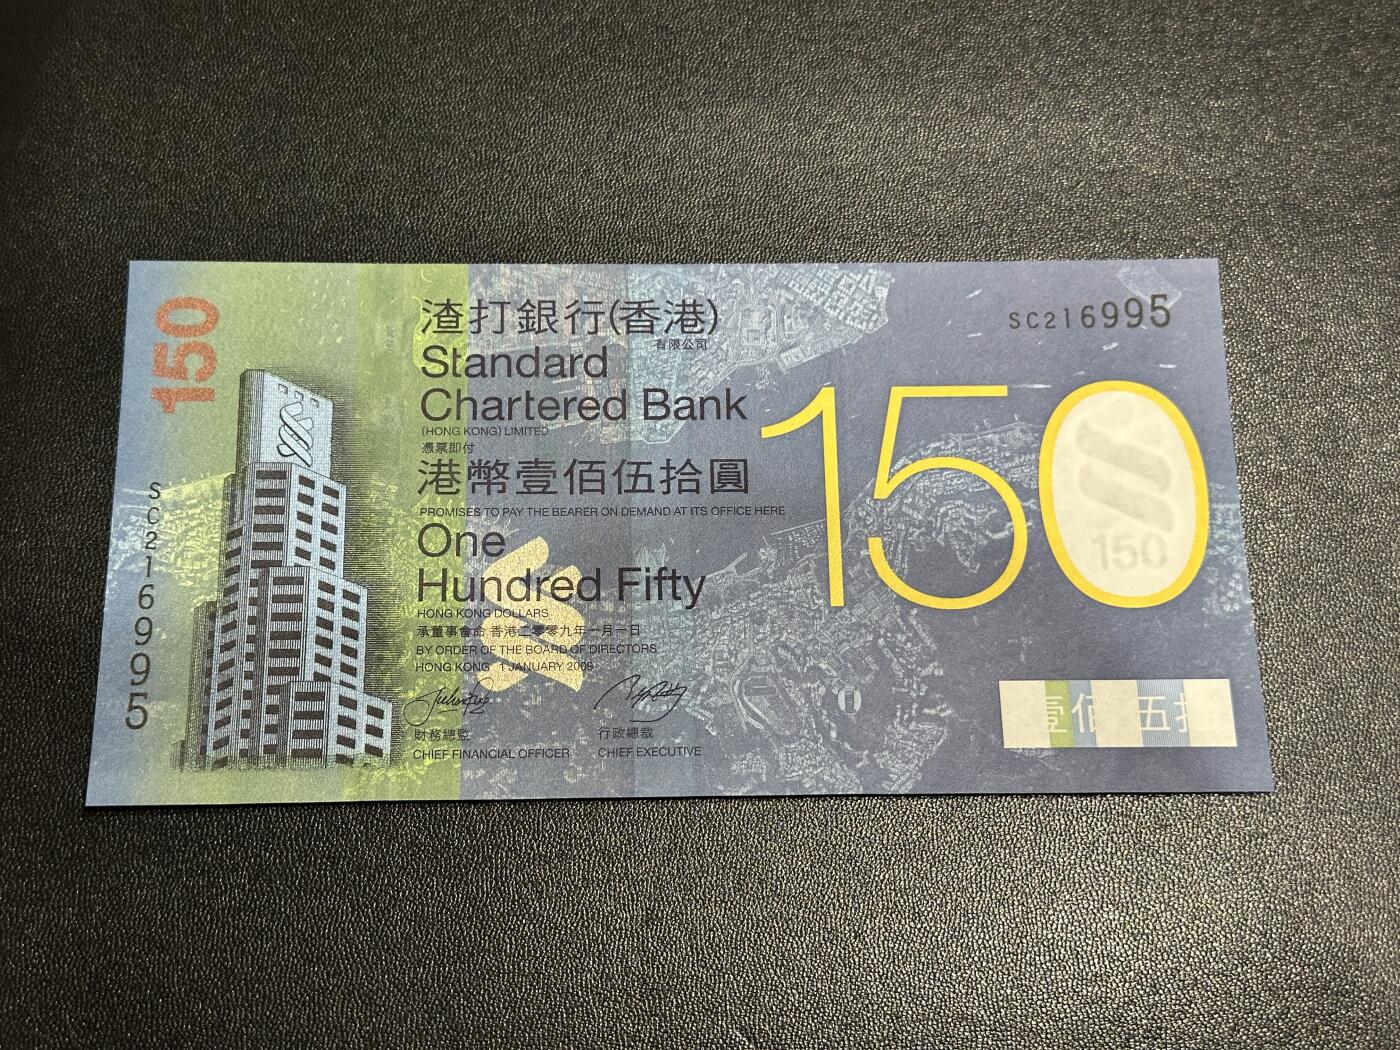 150
SC216995
渣打銀行(香港)
有限公司
Standard
Chartered Bank
(HONG KONG) LIMITED
憑票即付
港幣壹佰伍拾圓
PROMISES TO PAY THE BEARER ON DEMAND AT ITS OFFICE HERE
One
Hundred Fifty
HONG KONG DOLLARS
承董事會命 香港二零零九年一月一日
BY ORDER OF THE BOARD OF DIRECTORS
HONG KONG 1 JANUARY 2009
財務總監
CHIEF FINANCIAL OFFICER
行政總裁
CHIEF EXECUTIVE
SC216995
150
150
壹佰伍拾